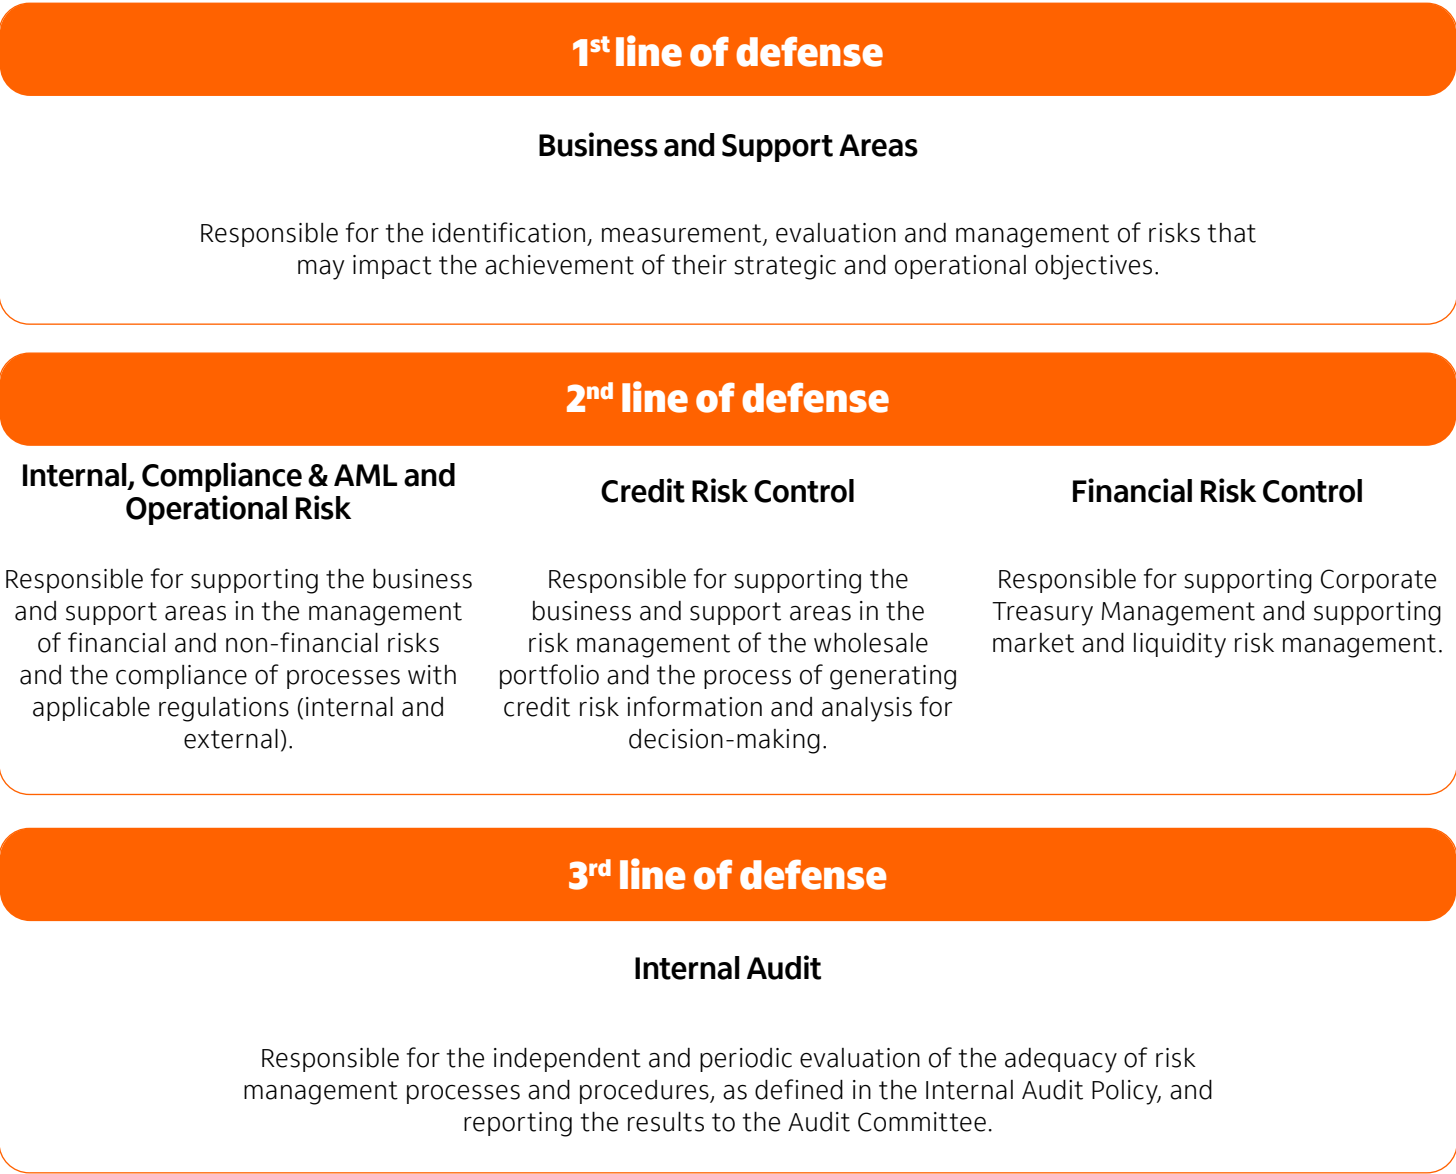 1st line of defense
Business and Support Areas
Responsible for the identification, measurement, evaluation and management of risks that
may impact the achievement of their strategic and operational objectives.
2nd line of defense
Internal, Compliance & AML and
Operational Risk
Responsible for supporting the business
and support areas in the management
of financial and non-financial risks
and the compliance of processes with
applicable regulations (internal and
external).
Credit Risk Control
Responsible for supporting the
business and support areas in the
risk management of the wholesale
portfolio and the process of generating
credit risk information and analysis for
decision-making.
Financial Risk Control
Responsible for supporting Corporate
Treasury Management and supporting
market and liquidity risk management.
3rd line of defense
Internal Audit
Responsible for the independent and periodic evaluation of the adequacy of risk
management processes and procedures, as defined in the Internal Audit Policy, and
reporting the results to the Audit Committee.